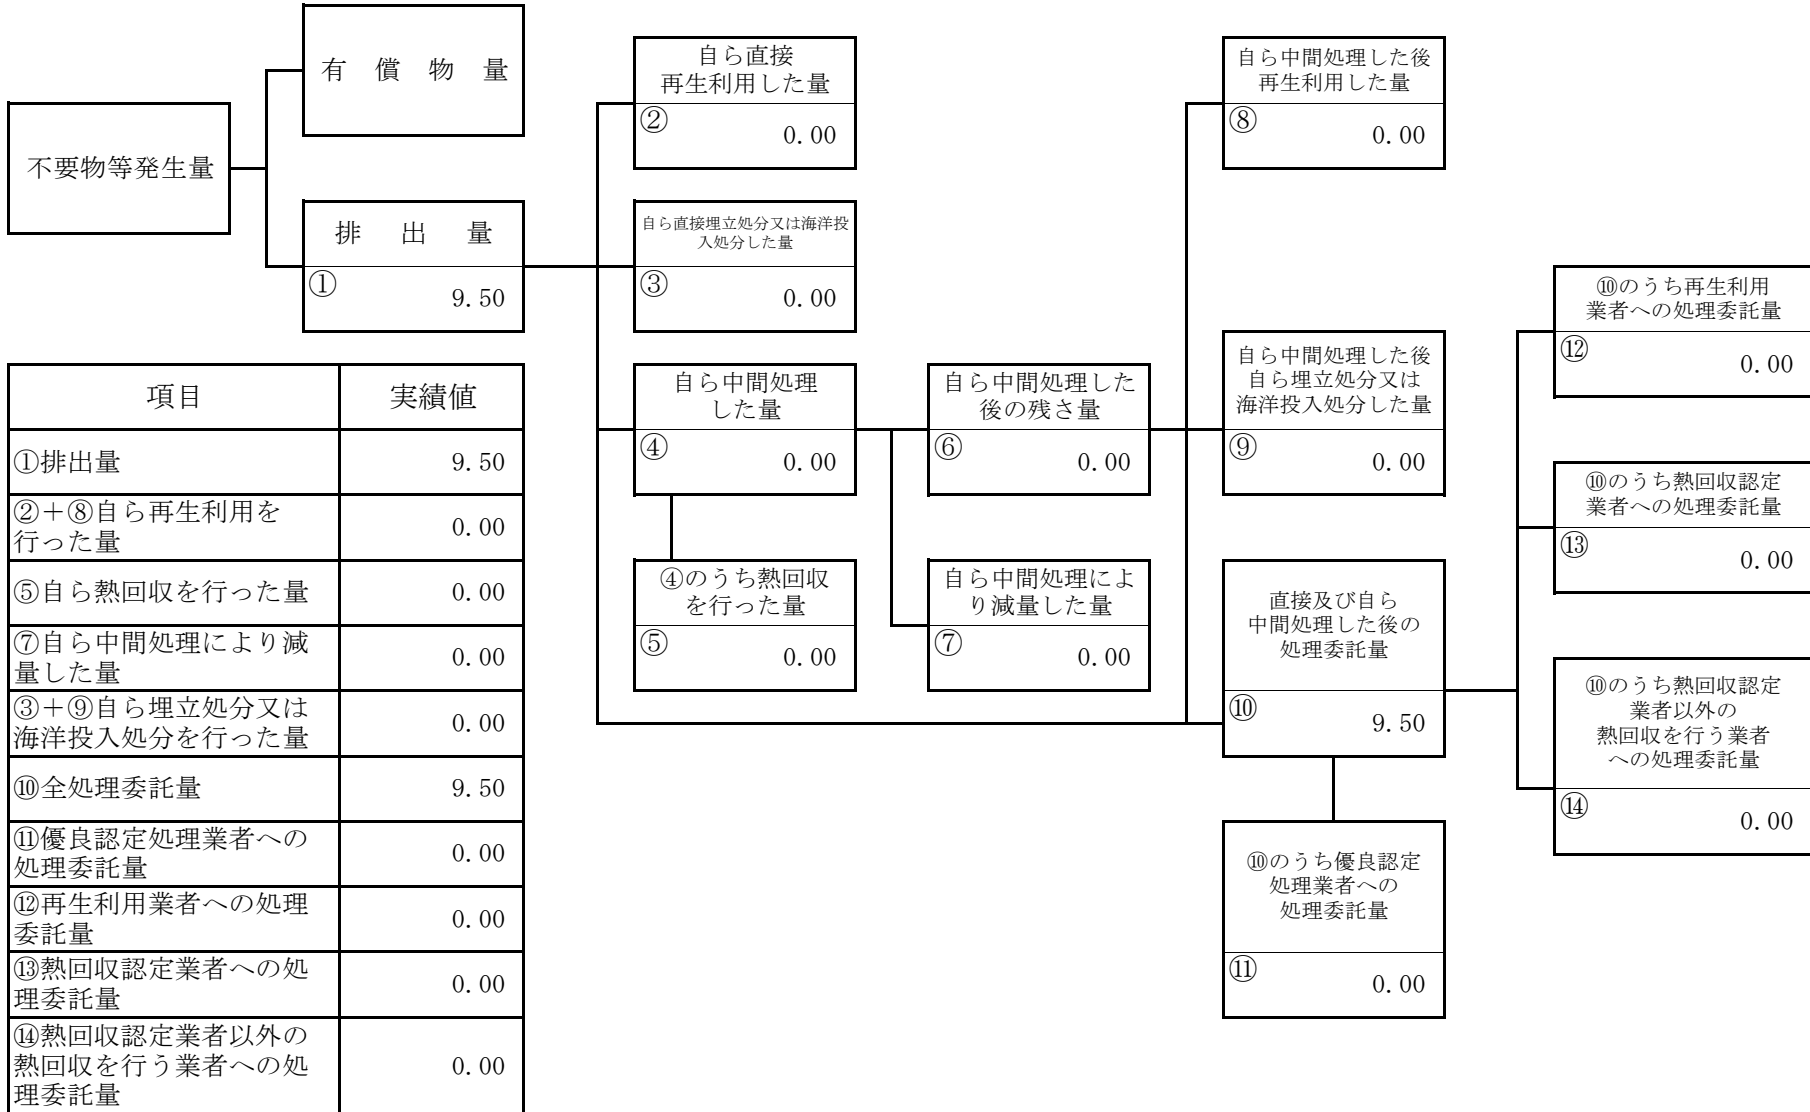 有償物量
不要物等発生量
排出量
① 9.50
自ら直接
再生利用した量
② 0.00
自ら直接埋立処分又は海洋投
入処分した量
③ 0.00
自ら中間処理
した量
④ 0.00
④のうち熱回収
を行った量
⑤ 0.00
自ら中間処理した
後の残さ量
⑥ 0.00
自ら中間処理によ
り減量した量
⑦ 0.00
自ら中間処理した後
再生利用した量
⑧ 0.00
自ら中間処理した後
自ら埋立処分又は
海洋投入処分した量
⑨ 0.00
直接及び自ら
中間処理した後の
処理委託量
⑩ 9.50
⑩のうち優良認定
処理業者への
処理委託量
⑪ 0.00
⑩のうち再生利用
業者への処理委託量
⑫ 0.00
⑩のうち熱回収認定
業者への処理委託量
⑬ 0.00
⑩のうち熱回収認定
業者以外の
熱回収を行う業者
への処理委託量
⑭ 0.00
項目 実績値
①排出量 9.50
②+⑧自ら再生利用を
行った量 0.00
⑤自ら熱回収を行った量 0.00
⑦自ら中間処理により減
量した量 0.00
③+⑨自ら埋立処分又は
海洋投入処分を行った量 0.00
⑩全処理委託量 9.50
⑪優良認定処理業者への
処理委託量 0.00
⑫再生利用業者への処理
委託量 0.00
⑬熱回収認定業者への処
理委託量 0.00
⑭熱回収認定業者以外の
熱回収を行う業者への処
理委託量 0.00